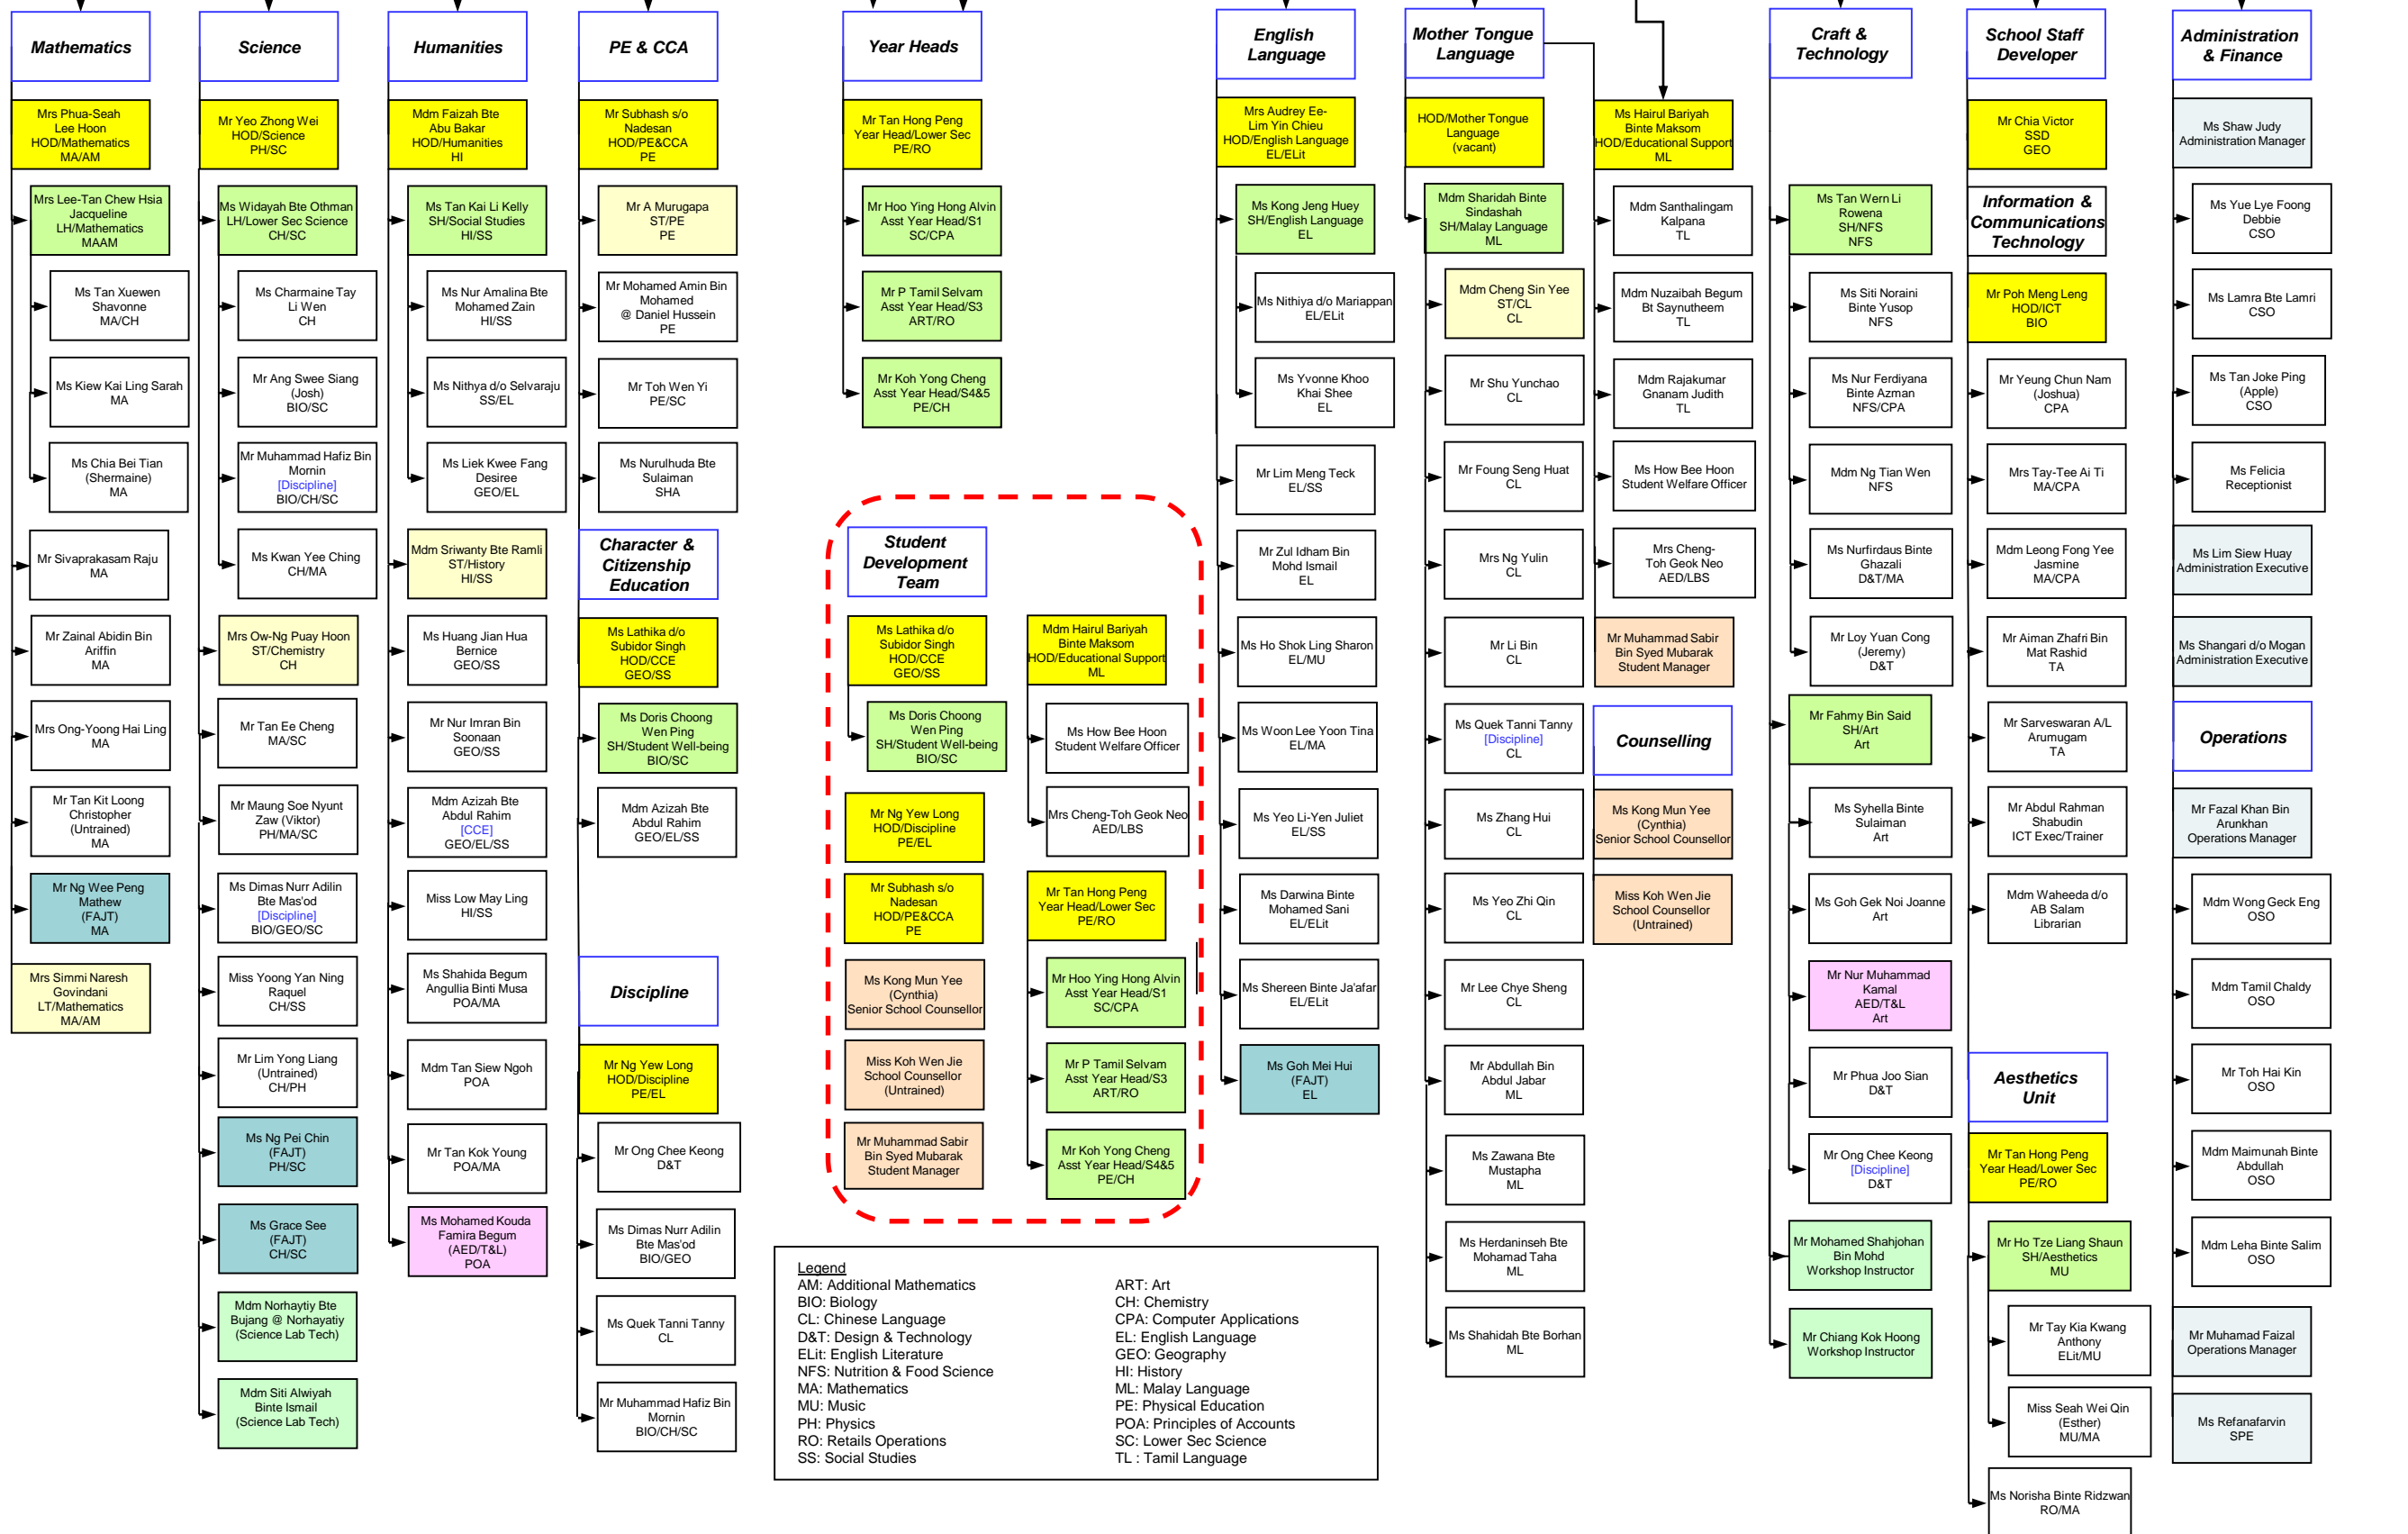 Mathematics
Mrs Phua-Seah
Lee Hoon
HOD/Mathematics
MA/AM
Mrs Lee-Tan Chew Hsia
Jacqueline
LH/Mathematics
MAAM
Ms Tan Xuewen
Shavonne
MA/CH
Ms Kiew Kai Ling Sarah
MA
Ms Chia Bei Tian
(Shermaine)
MA
Mr Sivaprakasam Raju
MA
Mr Zainal Abidin Bin
Ariffin
MA
Mrs Ong-Yoong Hai Ling
MA
Mr Tan Kit Loong
Christopher
(Untrained)
MA
Mr Ng Wee Peng
Mathew
(FAJT)
MA
Mrs Simmi Naresh
Govindani
LT/Mathematics
MA/AM
Science
Mr Yeo Zhong Wei
HOD/Science
PH/SC
Ms Widayah Bte Othman
LH/Lower Sec Science
CH/SC
Ms Charmaine Tay
Li Wen
CH
Mr Ang Swee Siang
(Josh)
BIO/SC
Mr Muhammad Hafiz Bin
Mornin
[Discipline]
BIO/CH/SC
Ms Kwan Yee Ching
CH/MA
Mrs Ow-Ng Puay Hoon
ST/Chemistry
CH
Mr Tan Ee Cheng
MA/SC
Mr Maung Soe Nyunt
Zaw (Viktor)
PH/MA/SC
Ms Dimas Nurr Adilin
Bte Mas'od
[Discipline]
BIO/GEO/SC
Miss Yoong Yan Ning
Raquel
CH/SS
Mr Lim Yong Liang
(Untrained)
CH/PH
Ms Ng Pei Chin
(FAJT)
PH/SC
Ms Grace See
(FAJT)
CH/SC
Mdm Norhaytiy Bte
Bujang @ Norhayatiy
(Science Lab Tech)
Mdm Siti Alwiyah
Binte Ismail
(Science Lab Tech)
Humanities
Mdm Faizah Bte
Abu Bakar
HOD/Humanities
HI
Ms Tan Kai Li Kelly
SH/Social Studies
HI/SS
Ms Nur Amalina Bte
Mohamed Zain
HI/SS
Ms Nithya d/o Selvaraju
SS/EL
Ms Liek Kwee Fang
Desiree
GEO/EL
Mdm Sriwanty Bte Ramli
ST/History
HI/SS
Ms Huang Jian Hua
Bernice
GEO/SS
Mr Nur Imran Bin
Soonaan
GEO/SS
Mdm Azizah Bte
Abdul Rahim
[CCE]
GEO/EL/SS
Miss Low May Ling
HI/SS
Ms Shahida Begum
Angullia Binti Musa
POA/MA
Mdm Tan Siew Ngoh
POA
Mr Tan Kok Young
POA/MA
Ms Mohamed Kouda
Famira Begum
(AED/T&L)
POA
PE & CCA
Mr Subhash s/o
Nadesan
HOD/PE&CCA
PE
Mr A Murugapa
ST/PE
PE
Mr Mohamed Amin Bin
Mohamed
@ Daniel Hussein
PE
Mr Toh Wen Yi
PE/SC
Ms Nurulhuda Bte
Sulaiman
SHA
Character &
Citizenship
Education
Ms Lathika d/o
Subidor Singh
HOD/CCE
GEO/SS
Ms Doris Choong
Wen Ping
SH/Student Well-being
BIO/SC
Mdm Azizah Bte
Abdul Rahim
GEO/EL/SS
Discipline
Mr Ng Yew Long
HOD/Discipline
PE/EL
Mr Ong Chee Keong
D&T
Ms Dimas Nurr Adilin
Bte Mas'od
BIO/GEO
Ms Quek Tanni Tanny
CL
Mr Muhammad Hafiz Bin
Mornin
BIO/CH/SC
Year Heads
Mr Tan Hong Peng
Year Head/Lower Sec
PE/RO
Mr Hoo Ying Hong Alvin
Asst Year Head/S1
SC/CPA
Mr P Tamil Selvam
Asst Year Head/S3
ART/RO
Mr Koh Yong Cheng
Asst Year Head/S4&5
PE/CH
Student
Development
Team
Ms Lathika d/o
Subidor Singh
HOD/CCE
GEO/SS
Ms Doris Choong
Wen Ping
SH/Student Well-being
BIO/SC
Mr Ng Yew Long
HOD/Discipline
PE/EL
Mr Subhash s/o
Nadesan
HOD/PE&CCA
PE
Ms Kong Mun Yee
(Cynthia)
Senior School Counsellor
Miss Koh Wen Jie
School Counsellor
(Untrained)
Mr Muhammad Sabir
Bin Syed Mubarak
Student Manager
Mdm Hairul Bariyah
Binte Maksom
HOD/Educational Support
ML
Ms How Bee Hoon
Student Welfare Officer
Mrs Cheng-Toh Geok Neo
AED/LBS
Mr Tan Hong Peng
Year Head/Lower Sec
PE/RO
Mr Hoo Ying Hong Alvin
Asst Year Head/S1
SC/CPA
Mr P Tamil Selvam
Asst Year Head/S3
ART/RO
Mr Koh Yong Cheng
Asst Year Head/S4&5
PE/CH
Legend
AM: Additional Mathematics
BIO: Biology
CL: Chinese Language
D&T: Design & Technology
ELit: English Literature
NFS: Nutrition & Food Science
MA: Mathematics
MU: Music
PH: Physics
RO: Retails Operations
SS: Social Studies
ART: Art
CH: Chemistry
CPA: Computer Applications
EL: English Language
GEO: Geography
HI: History
ML: Malay Language
PE: Physical Education
POA: Principles of Accounts
SC: Lower Sec Science
TL : Tamil Language
English
Language
Mrs Audrey Ee-
Lim Yin Chieu
HOD/English Language
EL/ELit
Ms Kong Jeng Huey
SH/English Language
EL
Ms Nithiya d/o Mariappan
EL/ELit
Ms Yvonne Khoo
Khai Shee
EL
Mr Lim Meng Teck
EL/SS
Mr Zul Idham Bin
Mohd Ismail
EL
Ms Ho Shok Ling Sharon
EL/MU
Ms Woon Lee Yoon Tina
EL/MA
Ms Yeo Li-Yen Juliet
EL/SS
Ms Darwina Binte
Mohamed Sani
EL/ELit
Ms Shereen Binte Ja'afar
EL/ELit
Ms Goh Mei Hui
(FAJT)
EL
Mother Tongue
Language
HOD/Mother Tongue
Language
(vacant)
Mdm Sharidah Binte
Sindashah
SH/Malay Language
ML
Mdm Cheng Sin Yee
ST/CL
CL
Mr Shu Yunchao
CL
Mr Foung Seng Huat
CL
Mrs Ng Yulin
CL
Mr Li Bin
CL
Ms Quek Tanni Tanny
[Discipline]
CL
Ms Zhang Hui
CL
Ms Yeo Zhi Qin
CL
Mr Lee Chye Sheng
CL
Mr Abdullah Bin
Abdul Jabar
ML
Ms Zawana Bte
Mustapha
ML
Ms Herdaninseh Bte
Mohamad Taha
ML
Ms Shahidah Bte Borhan
ML
Ms Hairul Bariyah
Binte Maksom
HOD/Educational Support
ML
Mdm Santhalingam
Kalpana
TL
Mdm Nuzaibah Begum
Bt Saynutheem
TL
Mdm Rajakumar
Gnanam Judith
TL
Ms How Bee Hoon
Student Welfare Officer
Mrs Cheng-
Toh Geok Neo
AED/LBS
Mr Muhammad Sabir
Bin Syed Mubarak
Student Manager
Counselling
Ms Kong Mun Yee
(Cynthia)
Senior School Counsellor
Miss Koh Wen Jie
School Counsellor
(Untrained)
Craft &
Technology
Ms Tan Wern Li
Rowena
SH/NFS
NFS
Ms Siti Noraini
Binte Yusop
NFS
Ms Nur Ferdiyana
Binte Azman
NFS/CPA
Mdm Ng Tian Wen
NFS
Ms Nurfirdaus Binte
Ghazali
D&T/MA
Mr Loy Yuan Cong
(Jeremy)
D&T
Mr Fahmy Bin Said
SH/Art
Art
Ms Syhella Binte
Sulaiman
Art
Ms Goh Gek Noi Joanne
Art
Mr Nur Muhammad
Kamal
AED/T&L
Art
Mr Phua Joo Sian
D&T
Mr Ong Chee Keong
[Discipline]
D&T
Mr Mohamed Shahjohan
Bin Mohd
Workshop Instructor
Mr Chiang Kok Hoong
Workshop Instructor
School Staff
Developer
Mr Chia Victor
SSD
GEO
Information &
Communications
Technology
Mr Poh Meng Leng
HOD/ICT
BIO
Mr Yeung Chun Nam
(Joshua)
CPA
Mrs Tay-Tee Ai Ti
MA/CPA
Mdm Leong Fong Yee
Jasmine
MA/CPA
Mr Aiman Zhafri Bin
Mat Rashid
TA
Mr Sarveswaran A/L
Arumugam
TA
Mr Abdul Rahman
Shabudin
ICT Exec/Trainer
Mdm Waheeda d/o
AB Salam
Librarian
Aesthetics
Unit
Mr Tan Hong Peng
Year Head/Lower Sec
PE/RO
Mr Ho Tze Liang Shaun
SH/Aesthetics
MU
Mr Tay Kia Kwang
Anthony
ELit/MU
Miss Seah Wei Qin
(Esther)
MU/MA
Ms Norisha Binte Ridzwan
RO/MA
Administration
& Finance
Ms Shaw Judy
Administration Manager
Ms Yue Lye Foong
Debbie
CSO
Ms Lamra Bte Lamri
CSO
Ms Tan Joke Ping
(Apple)
CSO
Ms Felicia
Receptionist
Ms Lim Siew Huay
Administration Executive
Ms Shangari d/o Mogan
Administration Executive
Operations
Mr Fazal Khan Bin
Arunkhan
Operations Manager
Mdm Wong Geck Eng
OSO
Mdm Tamil Chaldy
OSO
Mr Toh Hai Kin
OSO
Mdm Maimunah Binte
Abdullah
OSO
Mdm Leha Binte Salim
OSO
Mr Muhamad Faizal
Operations Manager
Ms Refanafarvin
SPE